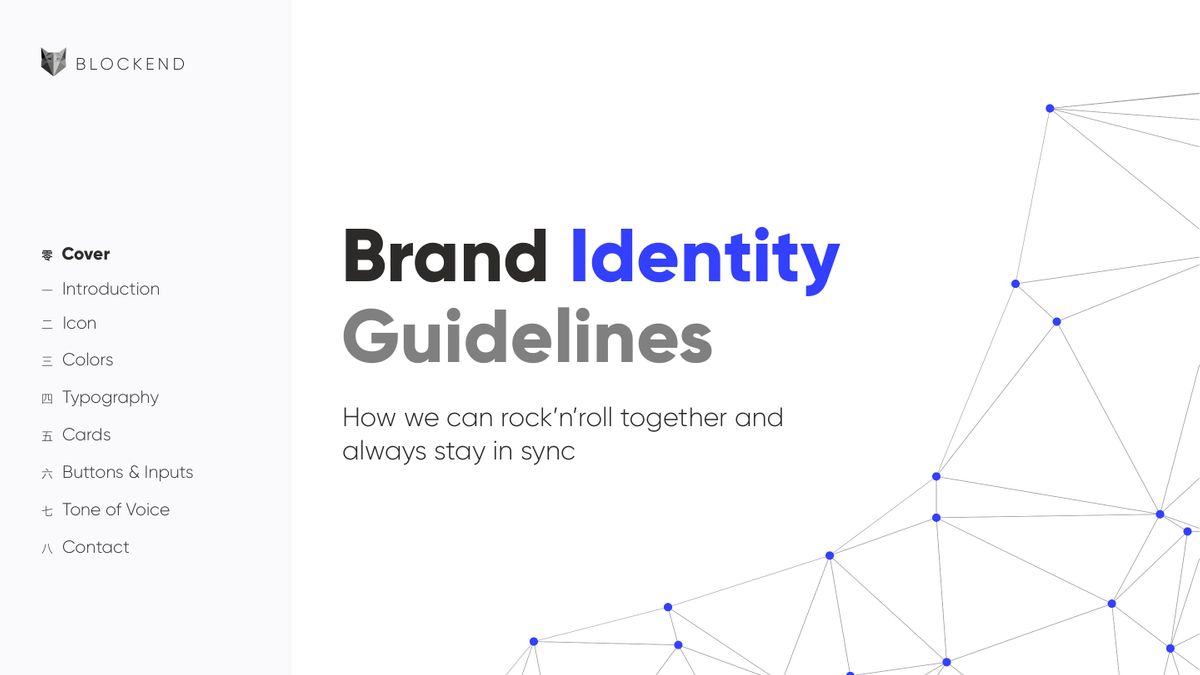 BLOCKEND
零 Cover
一 Introduction
二 Icon
三 Colors
四 Typography
五 Cards
六 Buttons & Inputs
七 Tone of Voice
八 Contact
Brand Identity
Guidelines
How we can rock’n’roll together and
always stay in sync